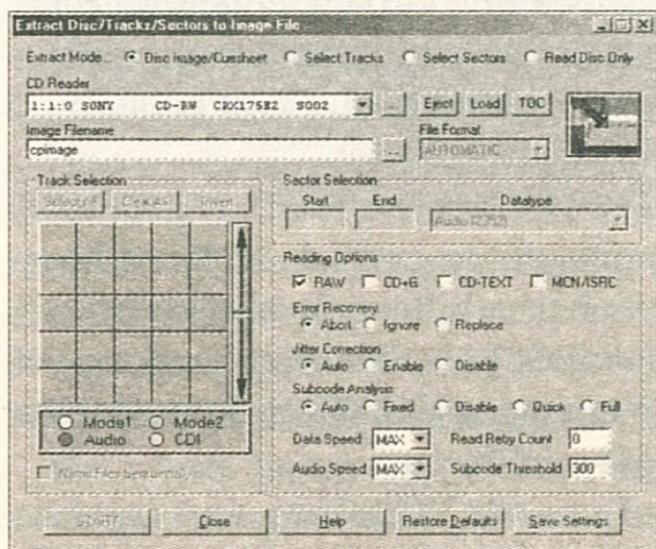 Extract Disc/Tracks/Sectors to Image File
Extract Mode... Disc Image/Cuesheet Select Tracks Select Sectors Read Disc Only
CD Reader
1:1:0 SONY CD-RW CRX175E2 S002 ... Eject Load TOC
Image Filename File Format
cpimage ... AUTOMATIC
Track Selection
Select All Clear All Invert
Mode1 Mode2
Audio CDI
Name Files Sequentially
Sector Selection
Start End Datatype
Audio (2352)
Reading Options
RAW CD+G CD-TEXT MCN/ISRC
Error Recovery
Abort Ignore Replace
Jitter Correction
Auto Enable Disable
Subcode Analysis
Auto Fixed Disable Quick Full
Data Speed MAX Read Retry Count 0
Audio Speed MAX Subcode Threshold 300
START! Close Help Restore Defaults Save Settings